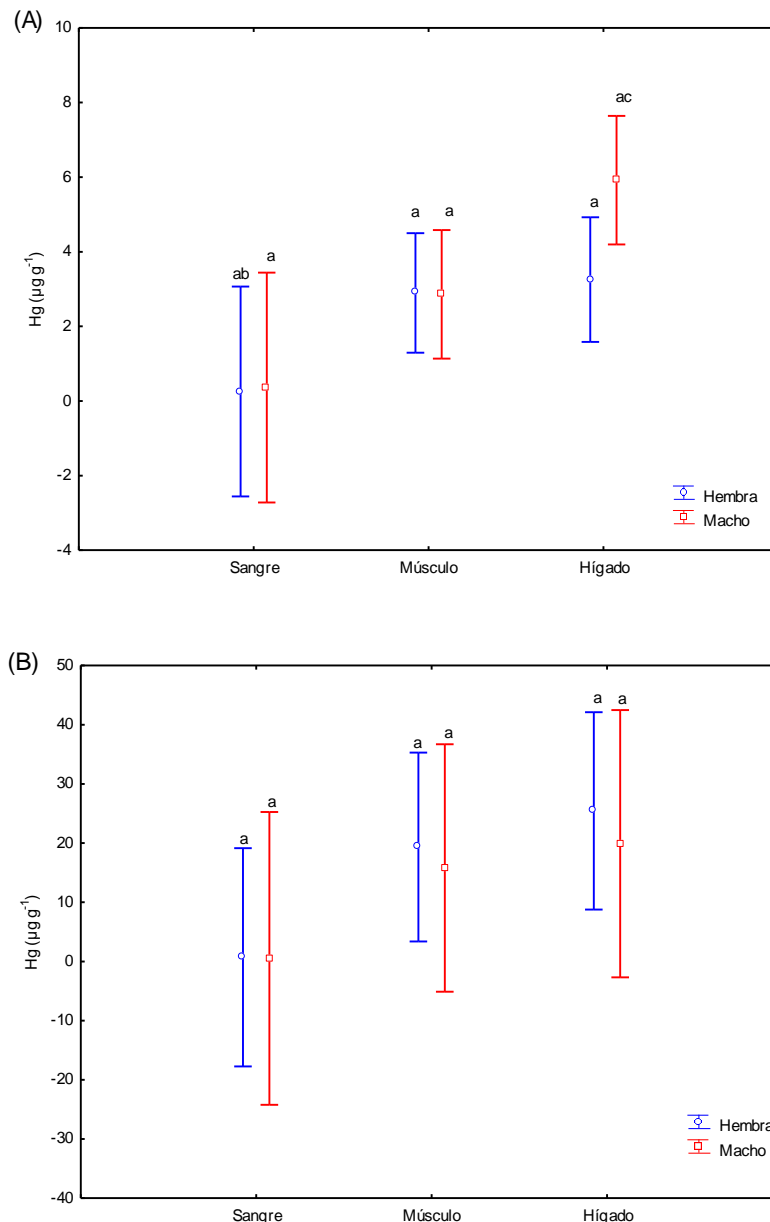 (A)
10
8
6
4
2
0
-2
-4
Hg (µg g⁻¹)
ab
a
a
a
a
ac
Hembra
Macho
Sangre Músculo Hígado
(B)
50
40
30
20
10
0
-10
-20
-30
-40
Hg (µg g⁻¹)
a
a
a
a
a
a
Hembra
Macho
Sangre Músculo Hígado